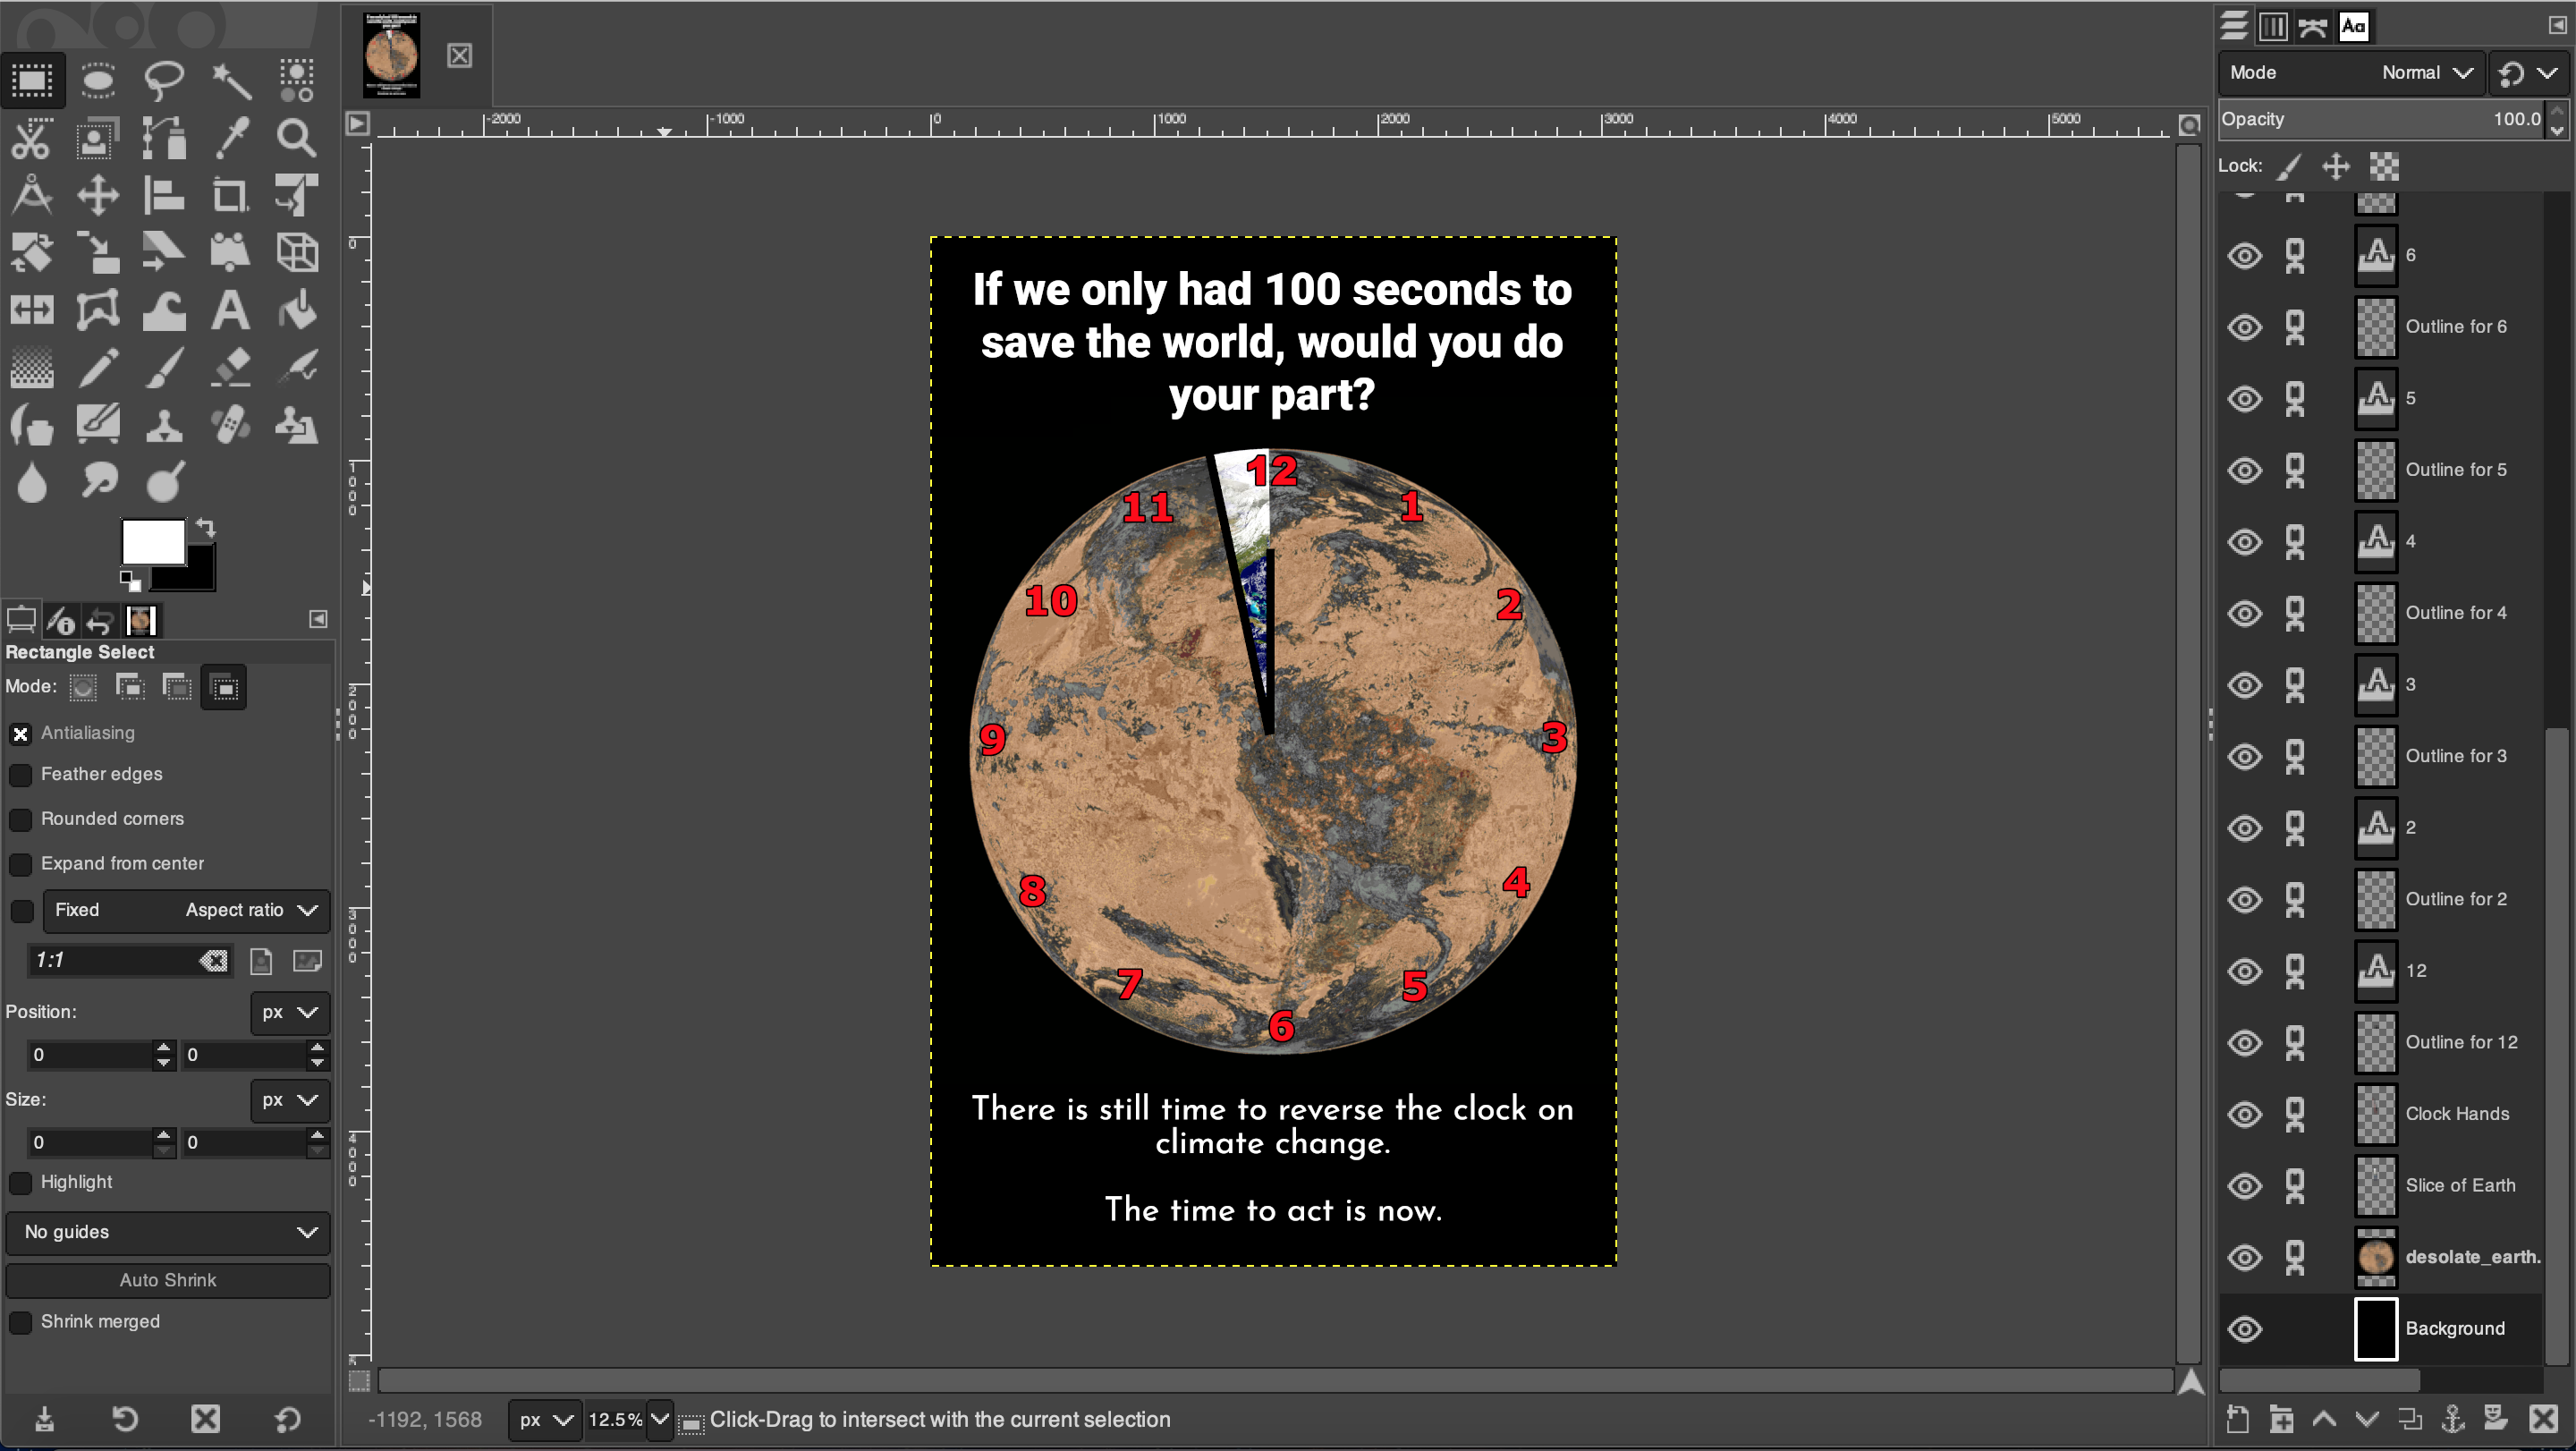 -2000
-1000
0
1000
2000
3000
4000
5000
Mode
Normal
Opacity
100.0
Lock:
If we only had 100 seconds to
save the world, would you do
your part?
12
11
1
10
2
9
3
8
4
7
5
6
There is still time to reverse the clock on
climate change.
The time to act is now.
0
1000
2000
3000
4000
Rectangle Select
Mode:
Antialiasing
Feather edges
Rounded corners
Expand from center
Fixed
Aspect ratio
1:1
Position:
px
0
0
Size:
px
0
0
Highlight
No guides
Auto Shrink
Shrink merged
-1192, 1568
px
12.5%
Click-Drag to intersect with the current selection
6
Outline for 6
5
Outline for 5
4
Outline for 4
3
Outline for 3
2
Outline for 2
12
Outline for 12
Clock Hands
Slice of Earth
desolate_earth.
Background
Aa